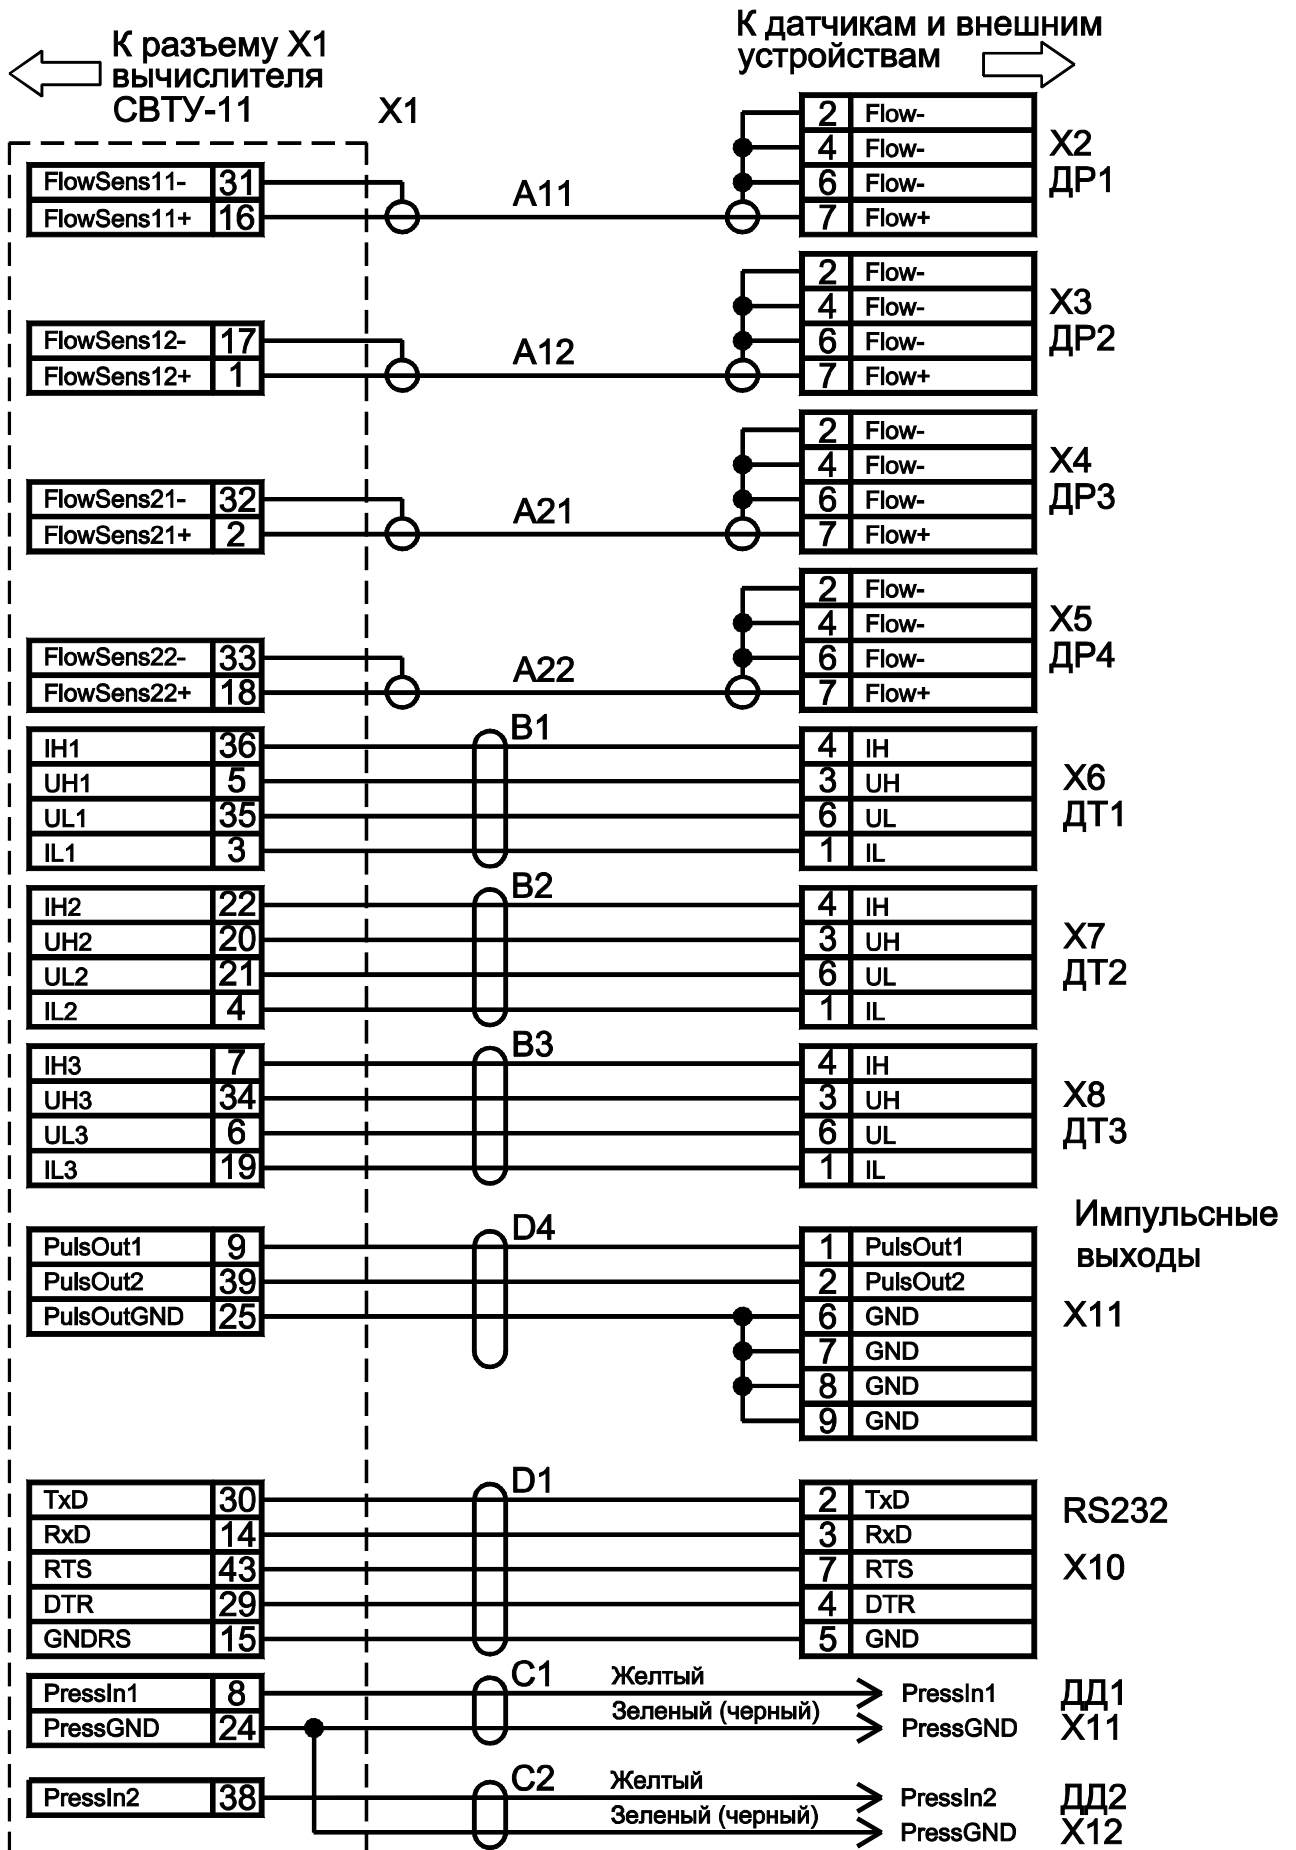 К разъему X1
вычислителя
СВТУ-11
X1
К датчикам и внешним
устройствам
2 Flow-
4 Flow-
6 Flow-
7 Flow+
X2
ДР1
FlowSens11- 31
FlowSens11+ 16
A11
2 Flow-
4 Flow-
6 Flow-
7 Flow+
X3
ДР2
FlowSens12- 17
FlowSens12+ 1
A12
2 Flow-
4 Flow-
6 Flow-
7 Flow+
X4
ДР3
FlowSens21- 32
FlowSens21+ 2
A21
2 Flow-
4 Flow-
6 Flow-
7 Flow+
X5
ДР4
FlowSens22- 33
FlowSens22+ 18
A22
B1
IH1 36 4 IH
UH1 5 3 UH
UL1 35 6 UL
IL1 3 1 IL
X6
ДТ1
B2
IH2 22 4 IH
UH2 20 3 UH
UL2 21 6 UL
IL2 4 1 IL
X7
ДТ2
B3
IH3 7 4 IH
UH3 34 3 UH
UL3 6 6 UL
IL3 19 1 IL
X8
ДТ3
Импульсные
выходы
X11
D4
PulsOut1 9 1 PulsOut1
PulsOut2 39 2 PulsOut2
PulsOutGND 25 6 GND
7 GND
8 GND
9 GND
D1
TxD 30 2 TxD
RxD 14 3 RxD
RTS 43 7 RTS
DTR 29 4 DTR
GNDRS 15 5 GND
RS232
X10
C1
Желтый
PressIn1 8 PressIn1
Зеленый (черный)
PressGND 24 PressGND
ДД1
X11
C2
Желтый
PressIn2 38 PressIn2
Зеленый (черный)
PressGND
ДД2
X12